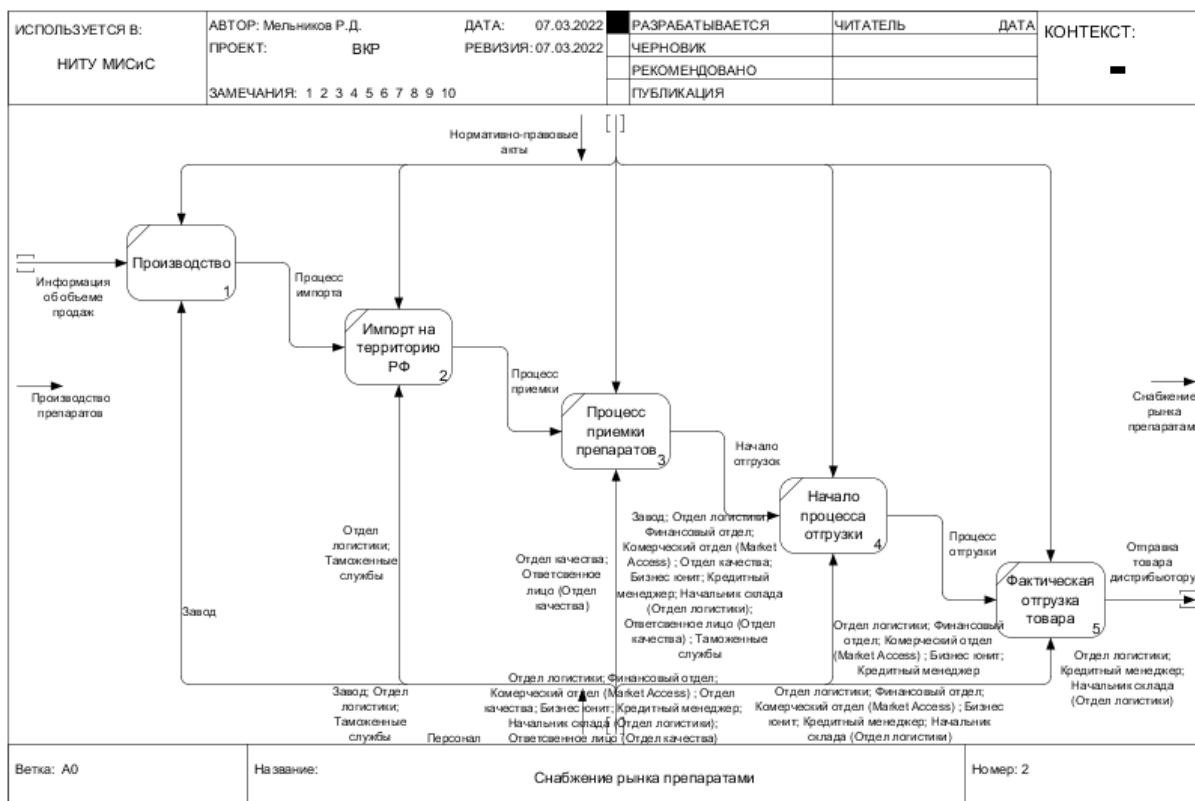 ИСПОЛЬЗУЕТСЯ В:
НИТУ МИСиС
АВТОР: Мельников Р.Д.
ДАТА: 07.03.2022
ПРОЕКТ: ВКР
РЕВИЗИЯ: 07.03.2022
ЗАМЕЧАНИЯ: 1 2 3 4 5 6 7 8 9 10
РАЗРАБАТЫВАЕТСЯ
ЧЕРНОВИК
РЕКОМЕНДОВАНО
ПУБЛИКАЦИЯ
ЧИТАТЕЛЬ
ДАТА
КОНТЕКСТ:
Нормативно-правовые
акты
Производство
1
Информация
об объеме
продаж
Процесс
импорта
Импорт на
территорию
РФ
2
Производство
препаратов
Процесс
приемки
Процесс
приемки
препаратов
3
Снабжение
рынка
препаратам
Начало
отгрузок
Начало
процесса
отгрузки
4
Процесс
отгрузки
Отправка
товара
дистрибьютору
Фактическая
отгрузка
товара
5
Завод
Отдел
логистики;
Таможенные
службы
Отдел качества;
Ответсвенное
лицо (Отдел
качества)
Завод; Отдел логистики;
Финансовый отдел;
Комерческий отдел (Market
Access) ; Отдел качества;
Бизнес юнит; Кредитный
менеджер; Начальник склада
(Отдел логистики);
Ответсвенное лицо (Отдел
качества) ; Таможенные
службы
Отдел логистики; Финансовый
отдел; Комерческий отдел
(Market Access) ; Бизнес юнит;
Кредитный менеджер
Отдел логистики;
Кредитный менеджер;
Начальник склада
(Отдел логистики)
Завод; Отдел
логистики;
Таможенные
службы
Персонал
Отдел логистики; Финансовый отдел;
Комерческий отдел (Market Access) ; Отдел
качества; Бизнес юнит; Кредитный менеджер;
Начальник склада (Отдел логистики);
Ответсвенное лицо (Отдел качества)
Отдел логистики; Финансовый отдел;
Комерческий отдел (Market Access) ; Бизнес
юнит; Кредитный менеджер; Начальник
склада (Отдел логистики)
Ветка: A0
Название:
Снабжение рынка препаратами
Номер: 2